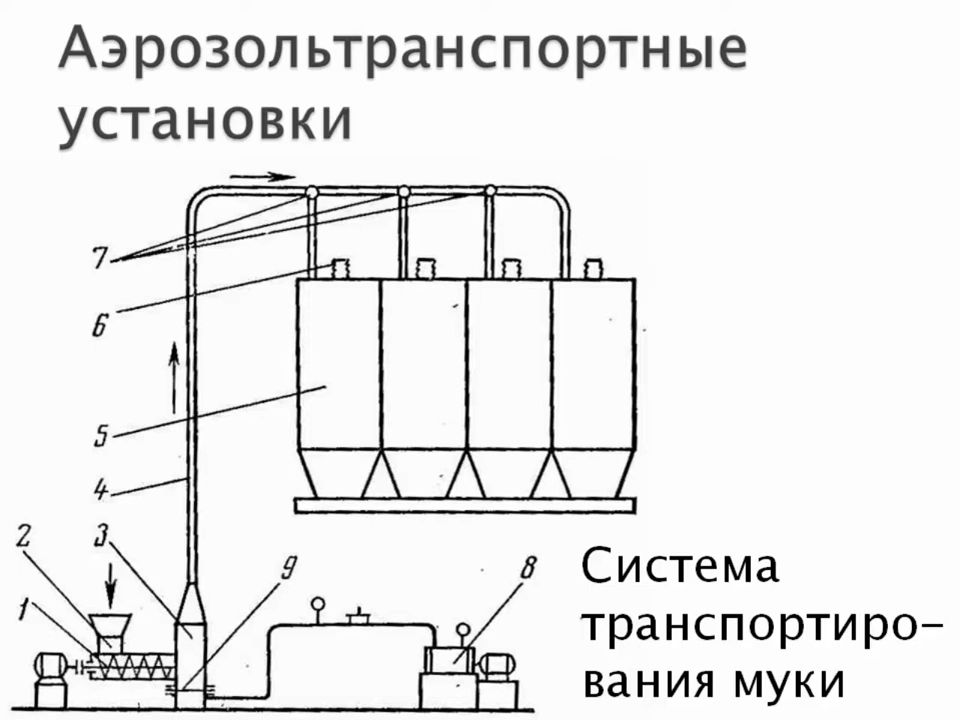 Аэрозольтранспортные
установки
7
6
5
4
2 3 9 8
1
Система
транспортиро-
вания муки